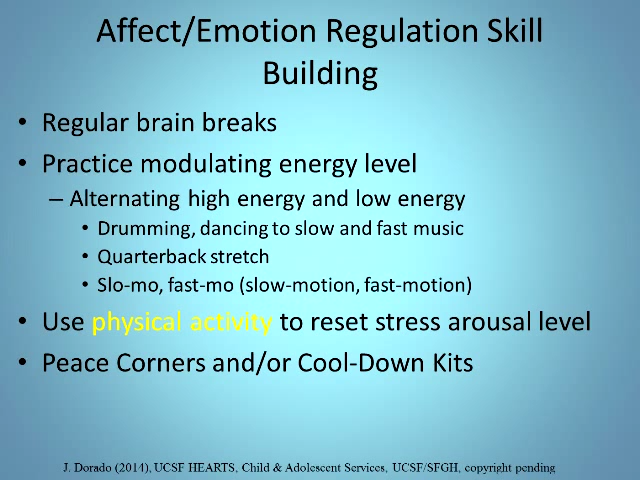 Affect/Emotion Regulation Skill
Building
• Regular brain breaks
• Practice modulating energy level
– Alternating high energy and low energy
• Drumming, dancing to slow and fast music
• Quarterback stretch
• Slo-mo, fast-mo (slow-motion, fast-motion)
• Use physical activity to reset stress arousal level
• Peace Corners and/or Cool-Down Kits
J. Dorado (2014), UCSF HEARTS, Child & Adolescent Services, UCSF/SFGH, copyright pending